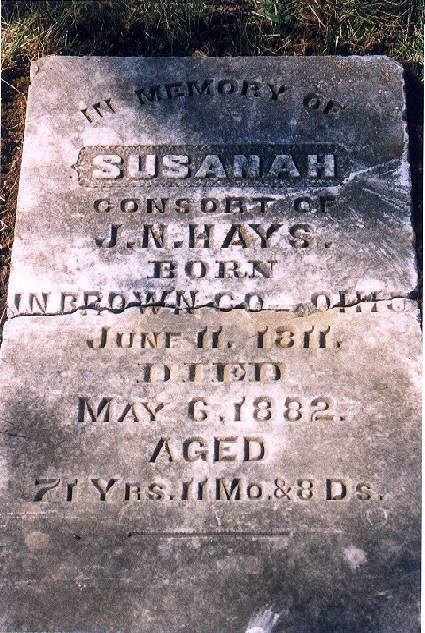 IN MEMORY OF
SUSANAH
CONSORT OF
J.N.HAYS.
BORN
IN BROWN CO. OHIO
JUNE 11. 1811.
DIED
MAY 6. 1882.
AGED
71 YRS. 11 MO. & 8 DS.